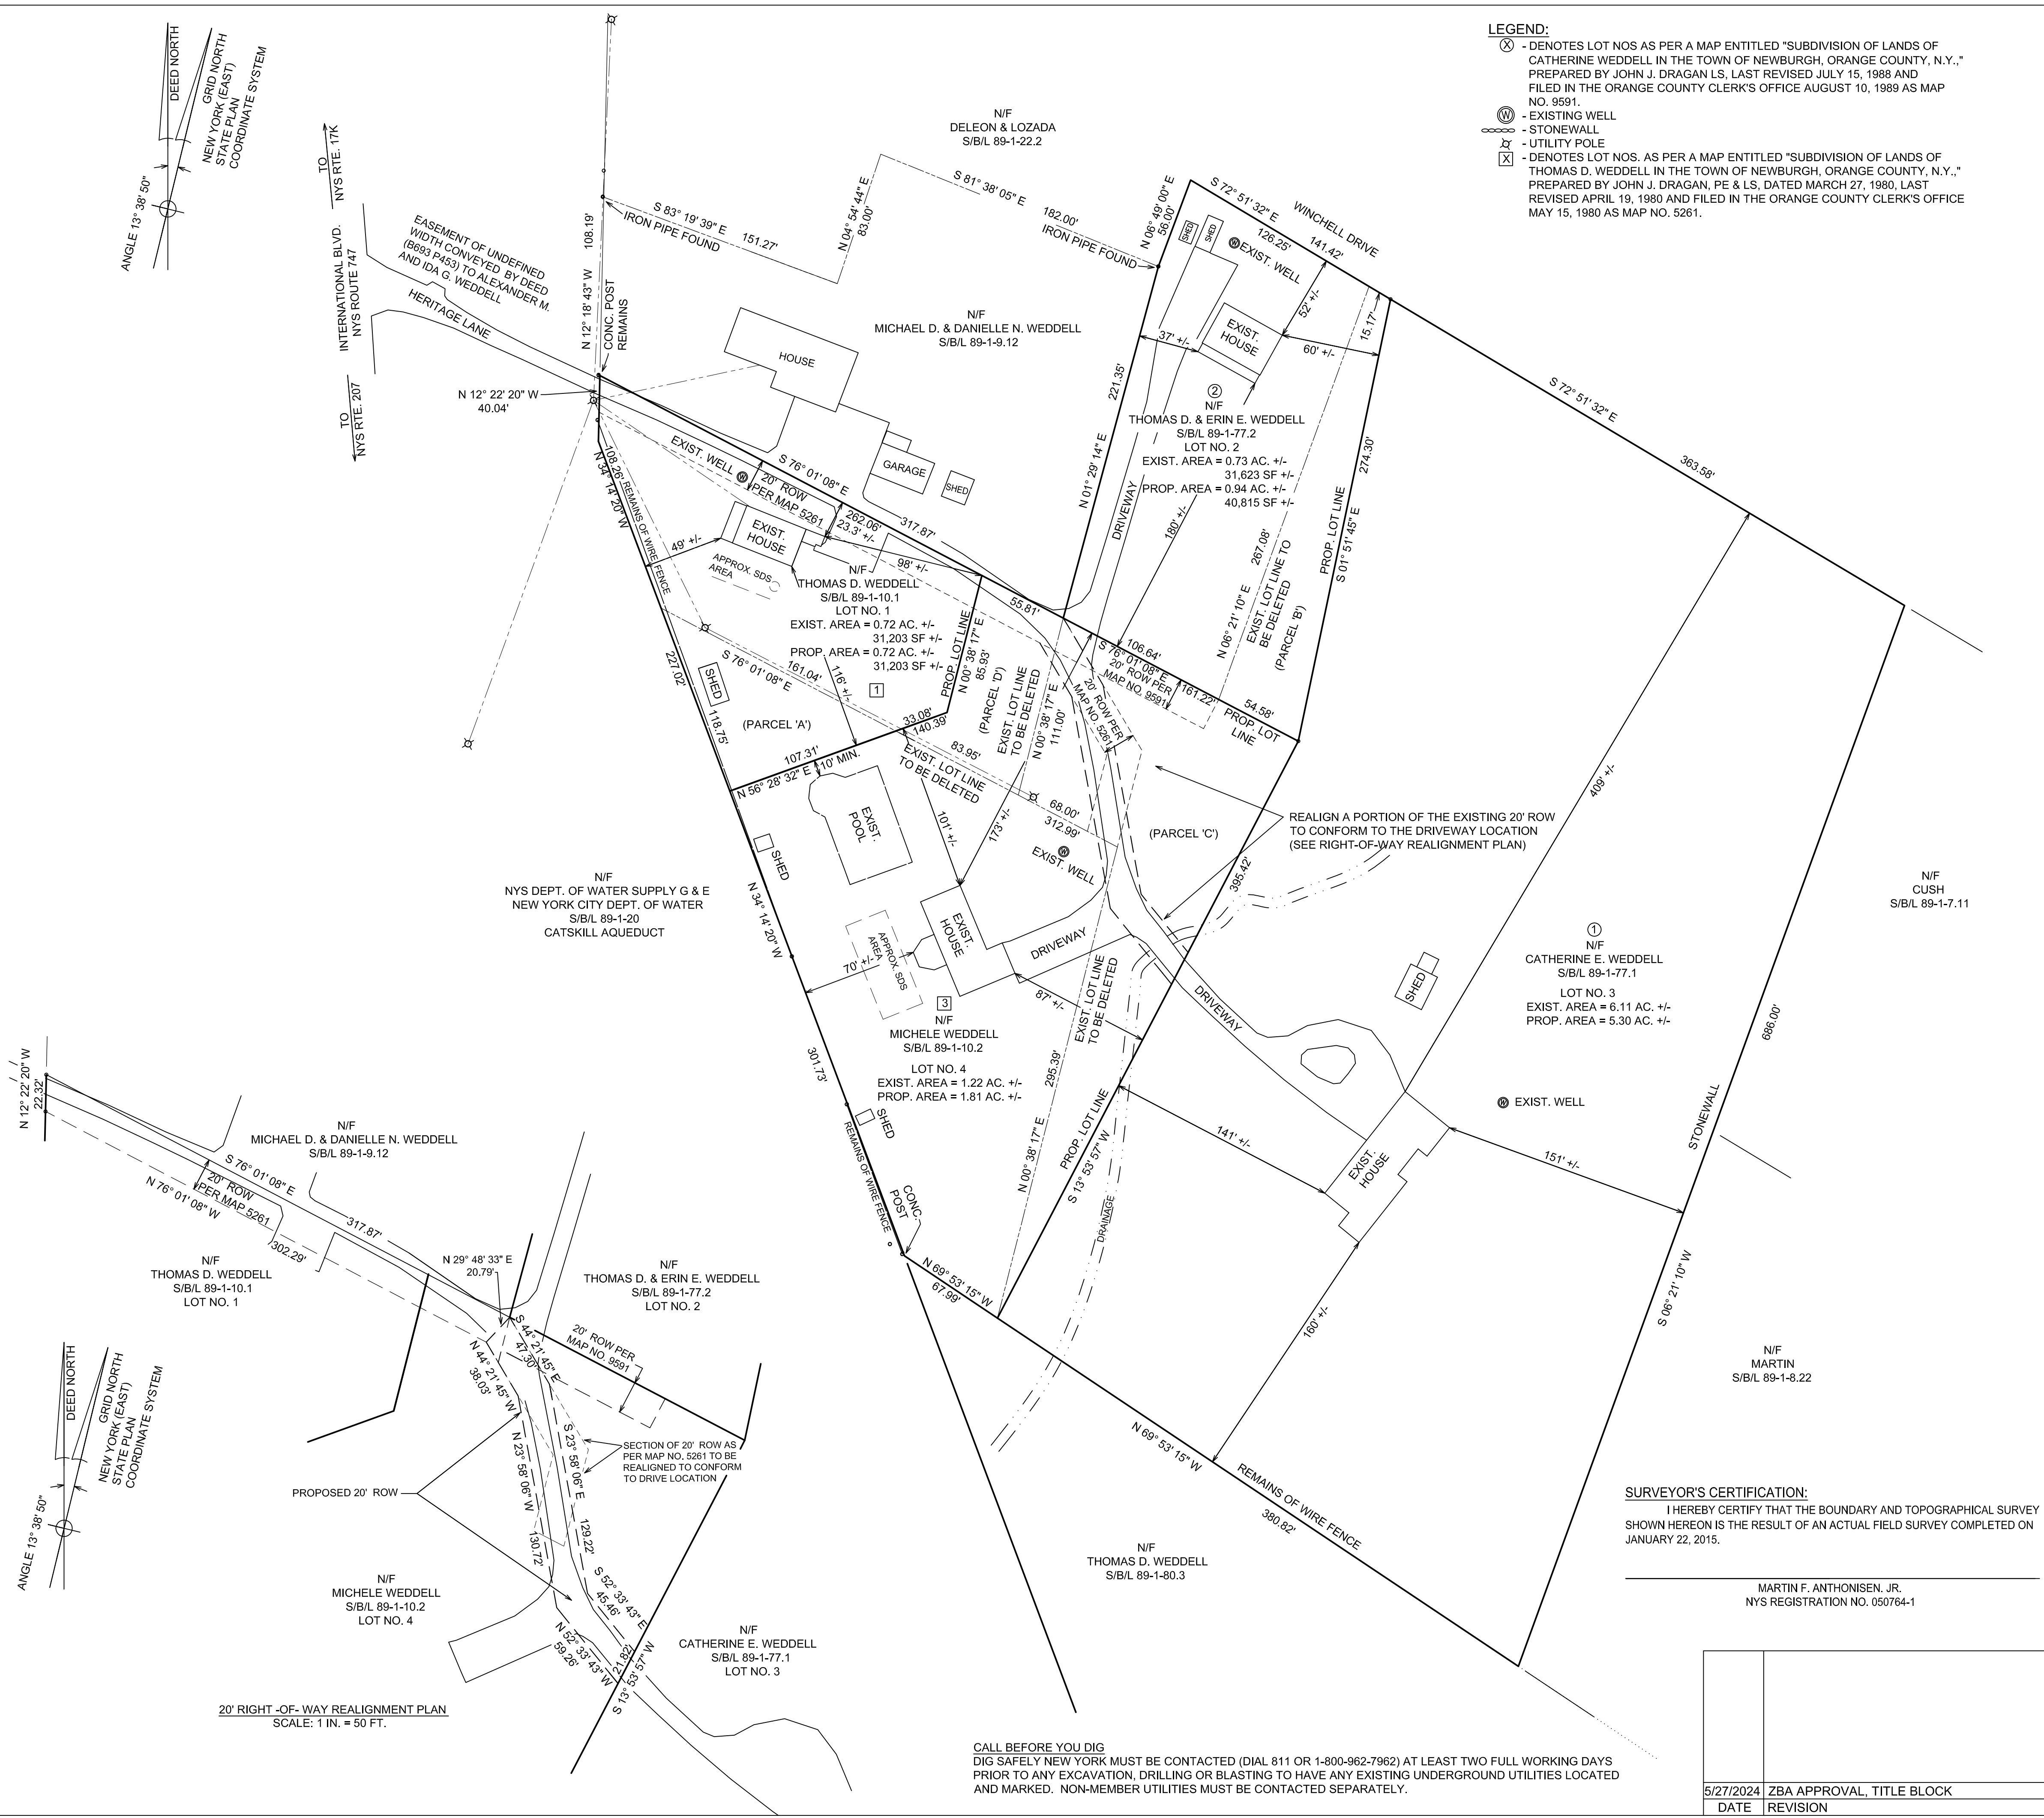 LEGEND:
X - DENOTES LOT NOS AS PER A MAP ENTITLED "SUBDIVISION OF LANDS OF
CATHERINE WEDDELL IN THE TOWN OF NEWBURGH, ORANGE COUNTY, N.Y.,"
PREPARED BY JOHN J. DRAGAN LS, LAST REVISED JULY 15, 1988 AND
FILED IN THE ORANGE COUNTY CLERK'S OFFICE AUGUST 10, 1989 AS MAP
NO. 9591.
W - EXISTING WELL
- STONEWALL
- UTILITY POLE
X - DENOTES LOT NOS. AS PER A MAP ENTITLED "SUBDIVISION OF LANDS OF
THOMAS D. WEDDELL IN THE TOWN OF NEWBURGH, ORANGE COUNTY, N.Y.,"
PREPARED BY JOHN J. DRAGAN, PE & LS, DATED MARCH 27, 1980, LAST
REVISED APRIL 19, 1980 AND FILED IN THE ORANGE COUNTY CLERK'S OFFICE
MAY 15, 1980 AS MAP NO. 5261.
DEED NORTH
GRID NORTH
NEW YORK (EAST)
STATE PLAN
COORDINATE SYSTEM
ANGLE 13° 38' 50"
TO
NYS RTE. 17K
INTERNATIONAL BLVD.
NYS ROUTE 747
TO
NYS RTE. 207
EASEMENT OF UNDEFINED
WIDTH CONVEYED BY DEED
(B693 P453) TO ALEXANDER M.
AND IDA G. WEDDELL
HERITAGE LANE
N 12° 18' 43" W 108.19'
CONC. POST
REMAINS
IRON PIPE FOUND
S 83° 19' 39" E 151.27'
N 04° 54' 44" E
83.00'
S 81° 38' 05" E 182.00'
IRON PIPE FOUND
N/F
DELEON & LOZADA
S/B/L 89-1-22.2
N 06° 49' 00" E
56.00'
S 72° 51' 32" E
126.25'
141.42'
WINCHELL DRIVE
SHED
SHED
W EXIST. WELL
52' +/-
15.17'
37' +/-
EXIST.
HOUSE
60' +/-
N/F
MICHAEL D. & DANIELLE N. WEDDELL
S/B/L 89-1-9.12
HOUSE
N 12° 22' 20" W
40.04'
S 72° 51' 32" E
363.58'
221.35'
N 01° 29' 14" E
2
N/F
THOMAS D. & ERIN E. WEDDELL
S/B/L 89-1-77.2
LOT NO. 2
EXIST. AREA = 0.73 AC. +/-
31,623 SF +/-
PROP. AREA = 0.94 AC. +/-
40,815 SF +/-
274.30'
PROP. LOT LINE
S 01° 51' 45" E
DRIVEWAY
180' +/-
267.08'
N 06° 21' 10" E
EXIST. LOT LINE TO
BE DELETED
(PARCEL 'B')
GARAGE
SHED
EXIST. WELL W
20' ROW
PER MAP 5261
S 76° 01' 08" E
262.06'
317.87'
23.3' +/-
108.26'
REMAINS OF WIRE FENCE
N 34° 14' 20" W
EXIST.
HOUSE
49' +/-
APPROX. SDS
AREA
98' +/-
N/F
THOMAS D. WEDDELL
S/B/L 89-1-10.1
LOT NO. 1
EXIST. AREA = 0.72 AC. +/-
31,203 SF +/-
PROP. AREA = 0.72 AC. +/-
31,203 SF +/-
1
55.81'
PROP. LOT LINE
N 00° 38' 17" E
85.93'
(PARCEL 'D')
EXIST. LOT LINE
TO BE DELETED
N 00° 38' 17" E
111.00'
106.64'
S 76° 01' 08" E
20' ROW PER
MAP NO. 9591
161.22'
54.58'
PROP. LOT
LINE
20' ROW PER
MAP NO. 5261
227.02'
S 76° 01' 08" E
161.04'
SHED
118.75'
116' +/-
(PARCEL 'A')
33.08'
140.39'
107.31'
N 56° 28' 32" E
10' MIN.
EXIST. LOT LINE
TO BE DELETED
83.95'
68.00'
312.99'
EXIST.
POOL
101' +/-
173' +/-
W
EXIST. WELL
(PARCEL 'C')
REALIGN A PORTION OF THE EXISTING 20' ROW
TO CONFORM TO THE DRIVEWAY LOCATION
(SEE RIGHT-OF-WAY REALIGNMENT PLAN)
409' +/-
395.42'
SHED
N/F
NYS DEPT. OF WATER SUPPLY G & E
NEW YORK CITY DEPT. OF WATER
S/B/L 89-1-20
CATSKILL AQUEDUCT
N 34° 14' 20" W
APPROX. SDS
AREA
EXIST.
HOUSE
DRIVEWAY
70' +/-
87' +/-
EXIST. LOT LINE
TO BE DELETED
DRIVEWAY
SHED
N/F
CUSH
S/B/L 89-1-7.11
1
N/F
CATHERINE E. WEDDELL
S/B/L 89-1-77.1
LOT NO. 3
EXIST. AREA = 6.11 AC. +/-
PROP. AREA = 5.30 AC. +/-
686.00'
3
N/F
MICHELE WEDDELL
S/B/L 89-1-10.2
LOT NO. 4
EXIST. AREA = 1.22 AC. +/-
PROP. AREA = 1.81 AC. +/-
301.73'
295.39'
SHED
REMAINS OF WIRE FENCE
CONC.
POST
N 00° 38' 17" E
PROP. LOT LINE
S 13° 53' 57" W
DRAINAGE
141' +/-
EXIST.
HOUSE
W EXIST. WELL
STONEWALL
151' +/-
S 06° 21' 10" W
N 69° 53' 15" W
67.99'
160' +/-
N/F
MARTIN
S/B/L 89-1-8.22
N 69° 53' 15" W
REMAINS OF WIRE FENCE
380.82'
N/F
THOMAS D. WEDDELL
S/B/L 89-1-80.3
N 12° 22' 20" W
22.32'
N/F
MICHAEL D. & DANIELLE N. WEDDELL
S/B/L 89-1-9.12
S 76° 01' 08" E
20' ROW
PER MAP 5261
N 76° 01' 08" W
317.87'
302.29'
N/F
THOMAS D. WEDDELL
S/B/L 89-1-10.1
LOT NO. 1
N 29° 48' 33" E
20.79'
N/F
THOMAS D. & ERIN E. WEDDELL
S/B/L 89-1-77.2
LOT NO. 2
S 44° 21' 45" E
47.30'
20' ROW PER
MAP NO. 9591
N 44° 21' 45" W
38.03'
DEED NORTH
GRID NORTH
NEW YORK (EAST)
STATE PLAN
COORDINATE SYSTEM
ANGLE 13° 38' 50"
SECTION OF 20' ROW AS
PER MAP NO. 5261 TO BE
REALIGNED TO CONFORM
TO DRIVE LOCATION
PROPOSED 20' ROW
N 23° 58' 06" W
130.72'
S 23° 58' 06" E
129.22'
S 52° 33' 43" E
45.46'
N/F
MICHELE WEDDELL
S/B/L 89-1-10.2
LOT NO. 4
N 52° 33' 43" W
59.26'
21.82'
S 13° 53' 57" W
N/F
CATHERINE E. WEDDELL
S/B/L 89-1-77.1
LOT NO. 3
20' RIGHT -OF- WAY REALIGNMENT PLAN
SCALE: 1 IN. = 50 FT.
CALL BEFORE YOU DIG
DIG SAFELY NEW YORK MUST BE CONTACTED (DIAL 811 OR 1-800-962-7962) AT LEAST TWO FULL WORKING DAYS
PRIOR TO ANY EXCAVATION, DRILLING OR BLASTING TO HAVE ANY EXISTING UNDERGROUND UTILITIES LOCATED
AND MARKED. NON-MEMBER UTILITIES MUST BE CONTACTED SEPARATELY.
SURVEYOR'S CERTIFICATION:
I HEREBY CERTIFY THAT THE BOUNDARY AND TOPOGRAPHICAL SURVEY
SHOWN HEREON IS THE RESULT OF AN ACTUAL FIELD SURVEY COMPLETED ON
JANUARY 22, 2015.
MARTIN F. ANTHONISEN. JR.
NYS REGISTRATION NO. 050764-1
5/27/2024 ZBA APPROVAL, TITLE BLOCK
DATE REVISION